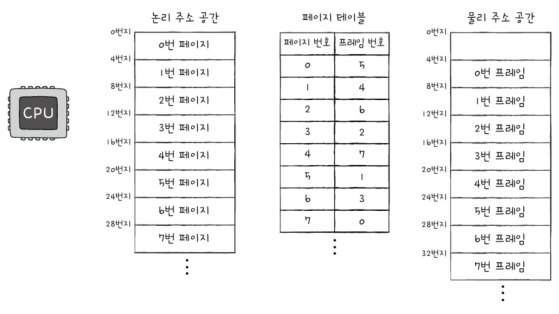 논리 주소 공간
0번지
0번 페이지
4번지
1번 페이지
8번지
2번 페이지
12번지
3번 페이지
16번지
4번 페이지
20번지
5번 페이지
24번지
6번 페이지
28번지
7번 페이지
CPU
페이지 테이블
페이지 번호 프레임 번호
0 5
1 4
2 6
3 2
4 7
5 1
6 3
7 0
물리 주소 공간
0번지
4번지
0번 프레임
8번지
1번 프레임
12번지
2번 프레임
16번지
3번 프레임
20번지
4번 프레임
24번지
5번 프레임
28번지
6번 프레임
32번지
7번 프레임